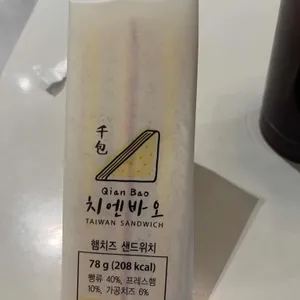 千包
Qian Bao
치엔바오
TAIWAN SANDWICH
햄치즈 샌드위치
78 g (208 kcal)
빵류 40%, 프레스햄
10%, 가공치즈 6%